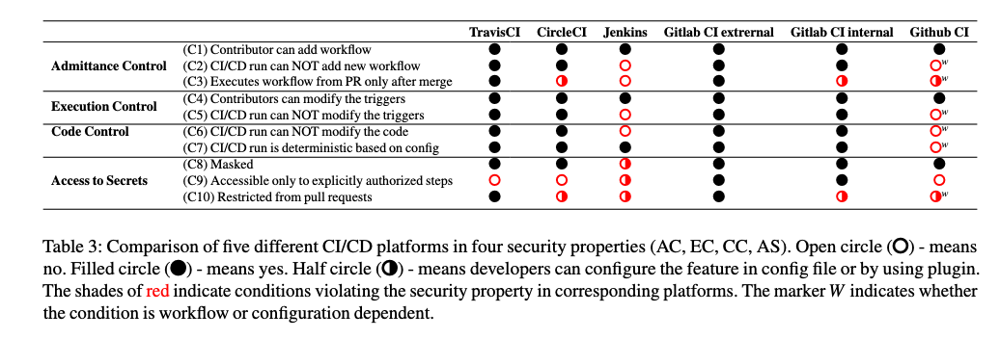 TravisCI CircleCI Jenkins Gitlab CI extrernal Gitlab CI internal Github CI
(C1) Contributor can add workflow ● ● ● ● ● ●
Admittance Control (C2) CI/CD run can NOT add new workflow ● ● ○ ● ● ○w
(C3) Executes workflow from PR only after merge ● ◑ ○ ● ◑ ◑w
Execution Control (C4) Contributors can modify the triggers ● ● ● ● ● ●
(C5) CI/CD run can NOT modify the triggers ● ● ○ ● ● ○w
Code Control (C6) CI/CD run can NOT modify the code ● ● ○ ● ● ○w
(C7) CI/CD run is deterministic based on config ● ● ● ● ● ○w
(C8) Masked ● ● ◑ ● ● ●
Access to Secrets (C9) Accessible only to explicitly authorized steps ○ ○ ◑ ● ● ○
(C10) Restricted from pull requests ● ◑ ◑ ● ◑ ◑w
Table 3: Comparison of five different CI/CD platforms in four security properties (AC, EC, CC, AS). Open circle (○) - means
no. Filled circle (●) - means yes. Half circle (◑) - means developers can configure the feature in config file or by using plugin.
The shades of red indicate conditions violating the security property in corresponding platforms. The marker W indicates whether
the condition is workflow or configuration dependent.